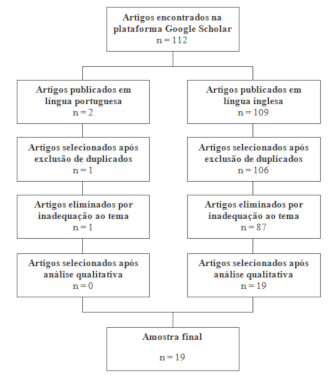 Artigos encontrados na
plataforma Google Scholar
n = 112
Artigos publicados em
língua portuguesa
n = 2
Artigos publicados em
língua inglesa
n = 109
Artigos selecionados após
exclusão de duplicados
n = 1
Artigos selecionados após
exclusão de duplicados
n = 106
Artigos eliminados por
inadequação ao tema
n = 1
Artigos eliminados por
inadequação ao tema
n = 87
Artigos selecionados após
análise qualitativa
n = 0
Artigos selecionados após
análise qualitativa
n = 19
Amostra final
n = 19